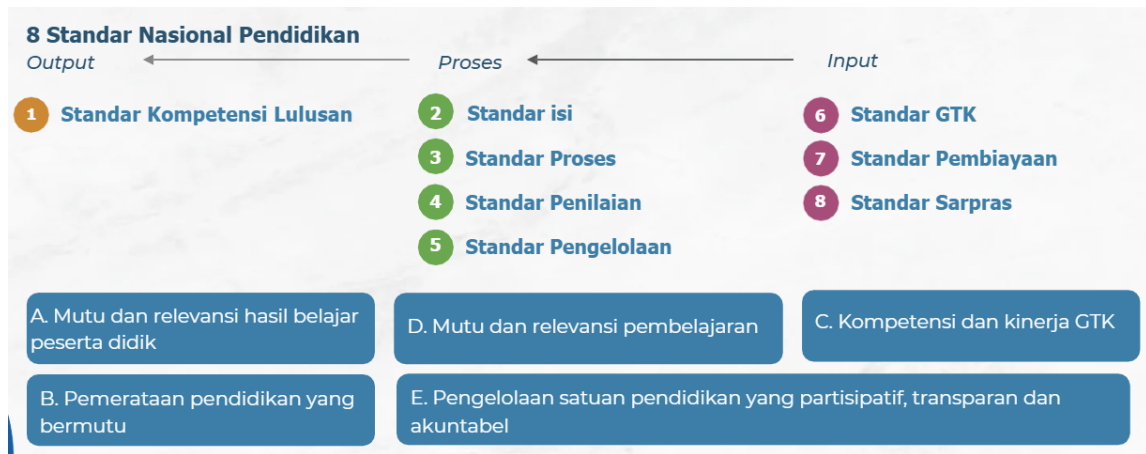 8 Standar Nasional Pendidikan
Output
Proses
Input
1 Standar Kompetensi Lulusan
2 Standar isi
3 Standar Proses
4 Standar Penilaian
5 Standar Pengelolaan
6 Standar GTK
7 Standar Pembiayaan
8 Standar Sarpras
A. Mutu dan relevansi hasil belajar
peserta didik
D. Mutu dan relevansi pembelajaran
C. Kompetensi dan kinerja GTK
B. Pemerataan pendidikan yang
bermutu
E. Pengelolaan satuan pendidikan yang partisipatif, transparan dan
akuntabel